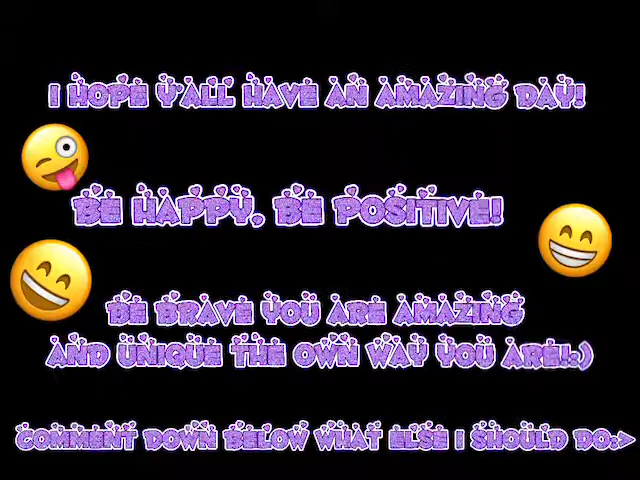 I HOPE Y'ALL HAVE AN AMAZING DAY!
BE HAPPY, BE POSITIVE!
BE BRAVE YOU ARE AMAZING
AND UNIQUE THE OWN WAY YOU ARE!:)
COMMENT DOWN BELOW WHAT ELSE I SHOULD DO:>